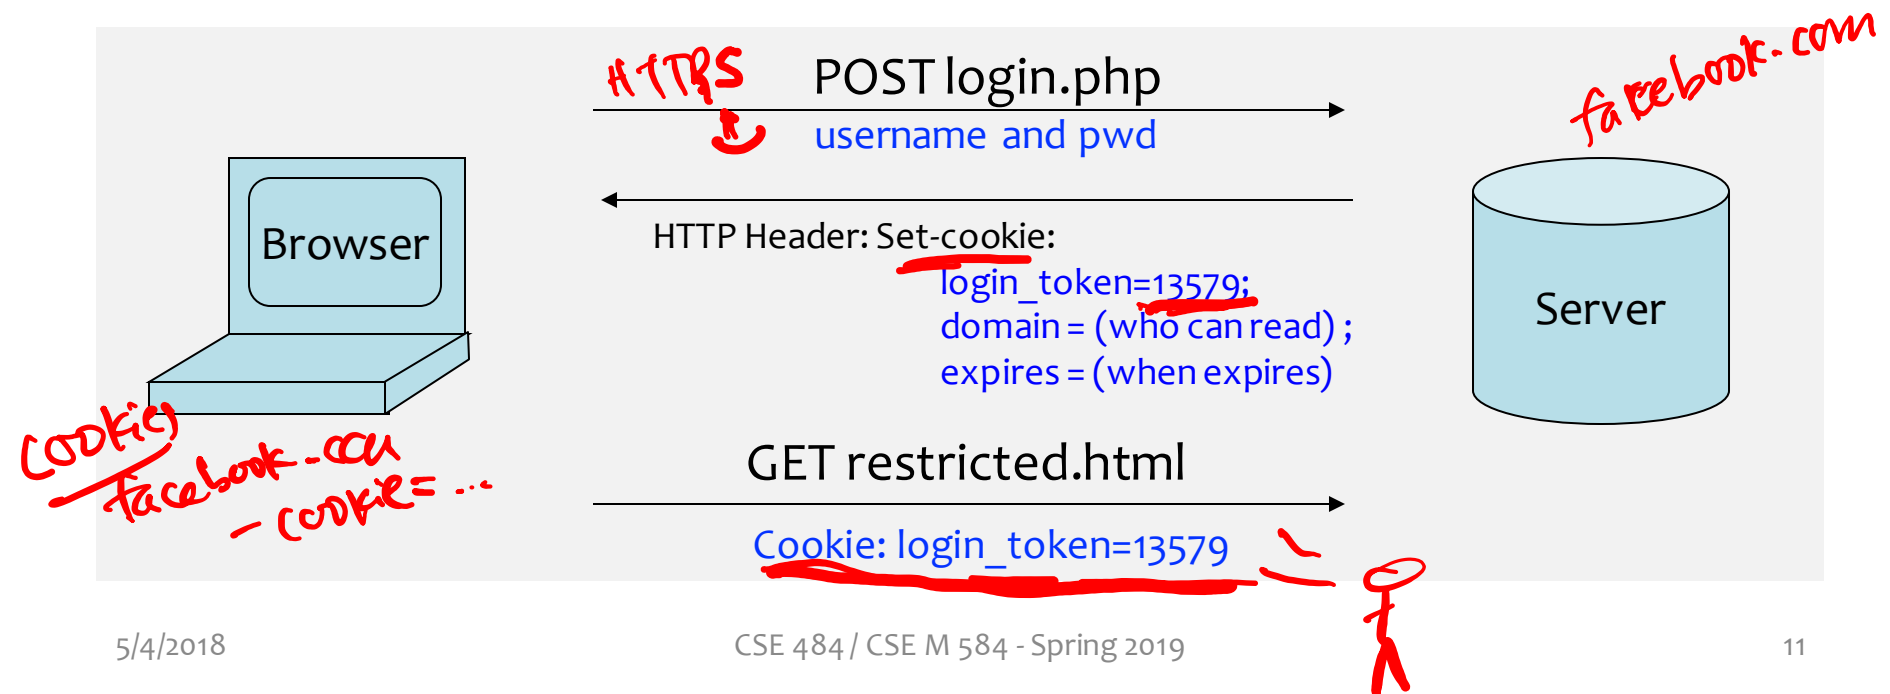 HTTPS
POST login.php
facebook.com
username and pwd
Browser
HTTP Header: Set-cookie:
login_token=13579;
domain = (who can read) ;
expires = (when expires)
Server
cookies
facebook.com
- cookie= ...
GET restricted.html
Cookie: login_token=13579
5/4/2018
CSE 484 / CSE M 584 - Spring 2019
11